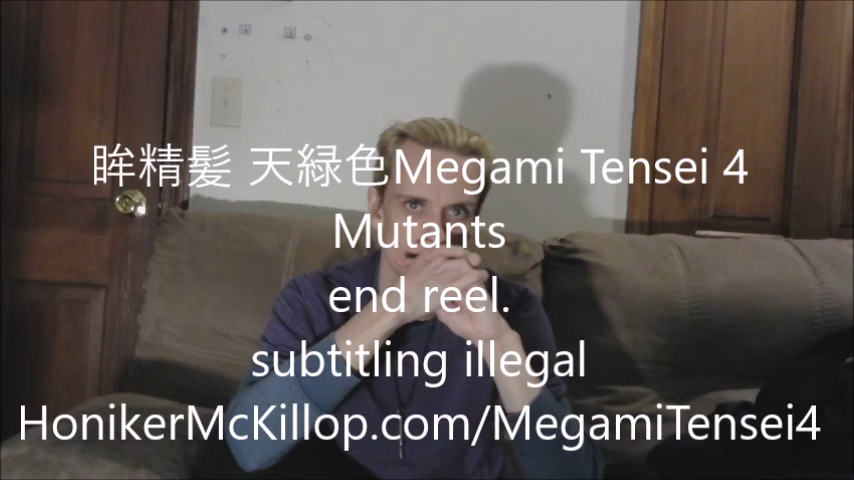 眸精髪 天緑色Megami Tensei 4
Mutants
end reel.
subtitling illegal
HonikerMcKillop.com/MegamiTensei4